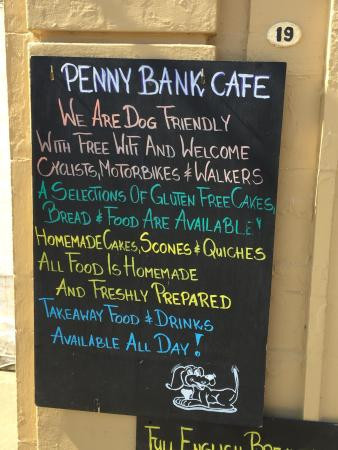 19
PENNY BANK CAFE
WE ARE DOG FRIENDLY
WITH FREE WIFI AND WELCOME
CYCLISTS, MOTORBIKES & WALKERS
A SELECTIONS OF GLUTEN FREE CAKES,
BREAD & FOOD ARE AVAILABLE!
HOMEMADE CAKES, SCONES & QUICHES
ALL FOOD IS HOMEMADE
AND FRESHLY PREPARED
TAKEAWAY FOOD & DRINKS
AVAILABLE ALL DAY!
FULL ENGLISH